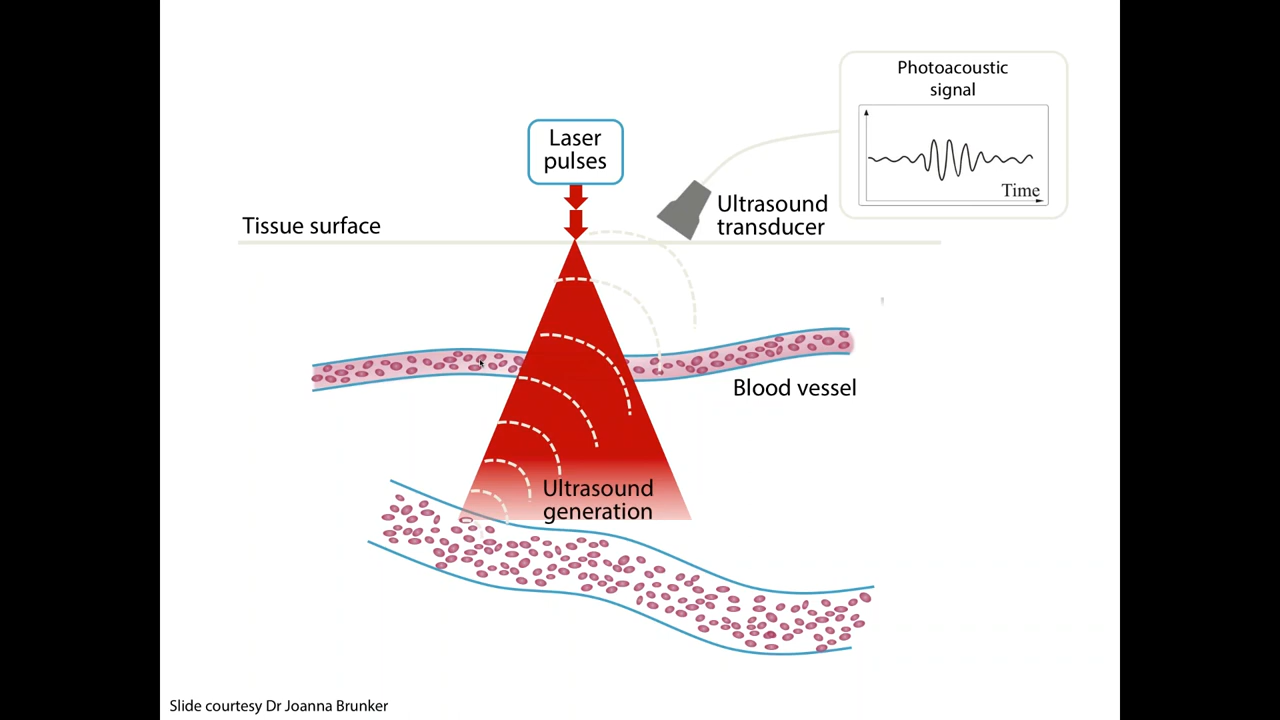 Photoacoustic
signal
Time
Laser
pulses
Ultrasound
transducer
Tissue surface
Blood vessel
Ultrasound
generation
Slide courtesy Dr Joanna Brunker